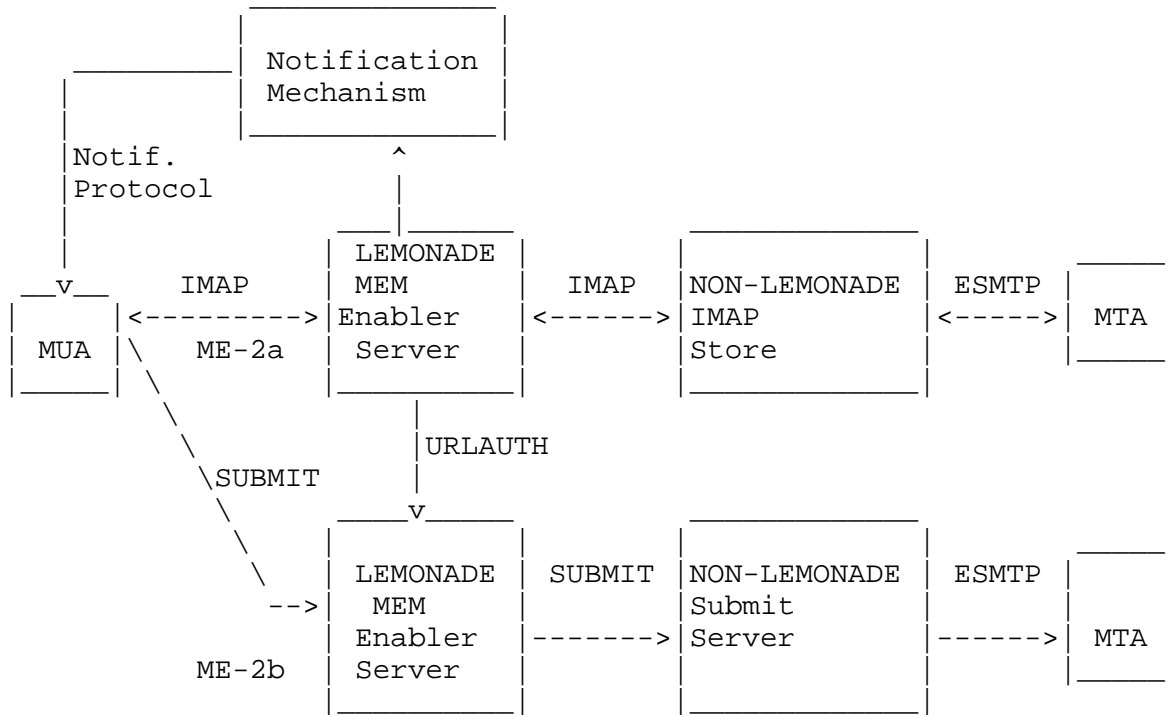 Notification
Mechanism
Notif.
Protocol
LEMONADE
IMAP MEM IMAP NON-LEMONADE ESMTP
Enabler IMAP MTA
MUA ME-2a Server Store
URLAUTH
SUBMIT
LEMONADE SUBMIT NON-LEMONADE ESMTP
MEM Submit
Enabler Server MTA
ME-2b Server